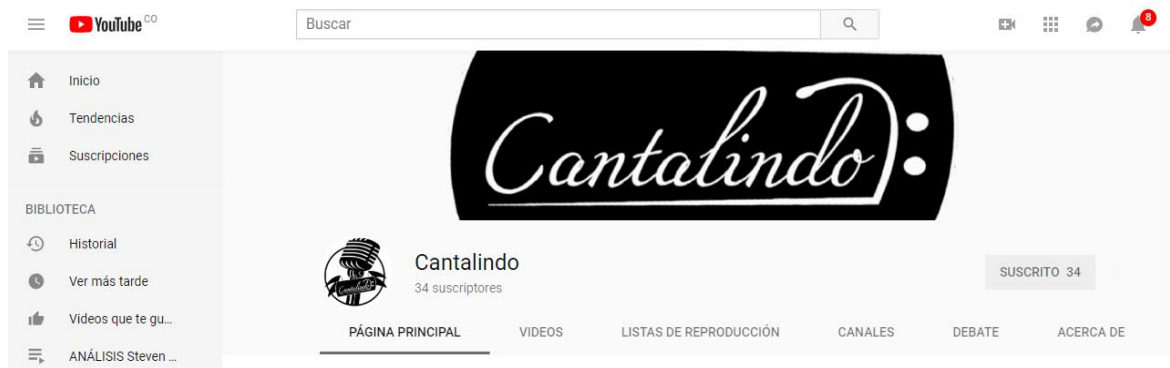 YouTube CO
Buscar
8
Inicio
Tendencias
Suscripciones
BIBLIOTECA
Historial
Ver más tarde
Videos que te gu...
ANÁLISIS Steven ...
Cantalindo
Cantalindo
Cantalindo
34 suscriptores
SUSCRITO 34
PÁGINA PRINCIPAL VIDEOS LISTAS DE REPRODUCCIÓN CANALES DEBATE ACERCA DE